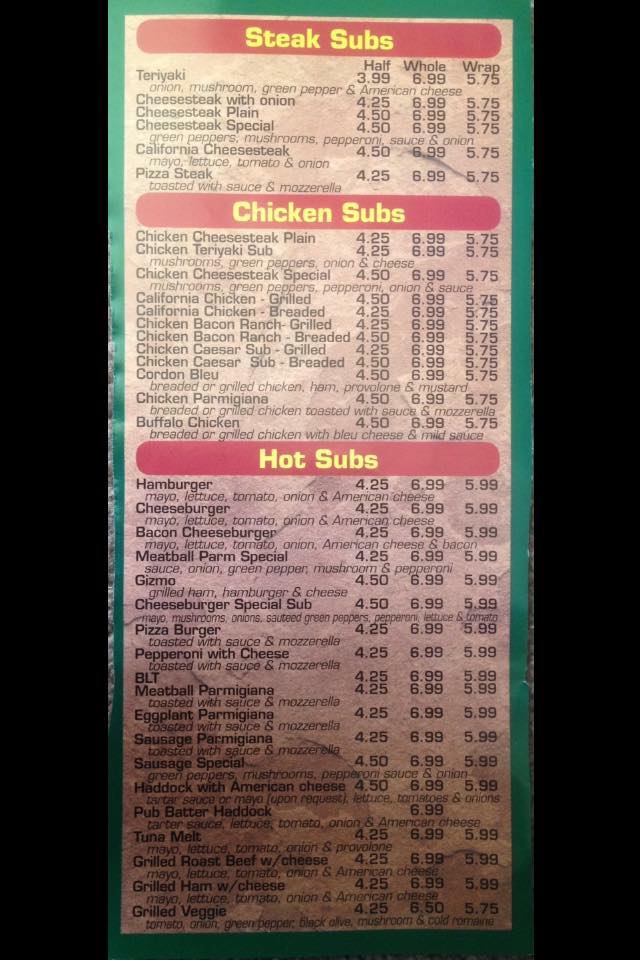 Steak Subs
Half Whole Wrap
Teriyaki 3.99 6.99 5.75
onion, mushroom, green pepper & American cheese
Cheesesteak with onion 4.25 6.99 5.75
Cheesesteak Plain 4.50 6.99 5.75
Cheesesteak Special 4.50 6.99 5.75
green peppers, mushrooms, pepperoni, sauce & onion
California Cheesesteak 4.50 6.99 5.75
mayo, lettuce, tomato & onion
Pizza Steak 4.25 6.99 5.75
toasted with sauce & mozzerella
Chicken Subs
Chicken Cheesesteak Plain 4.25 6.99 5.75
Chicken Teriyaki Sub 4.25 6.99 5.75
mushrooms, green peppers, onion & cheese
Chicken Cheesesteak Special 4.50 6.99 5.75
mushrooms, green peppers, pepperoni, onion & sauce
California Chicken - Grilled 4.50 6.99 5.75
California Chicken - Breaded 4.25 6.99 5.75
Chicken Bacon Ranch- Grilled 4.25 6.99 5.75
Chicken Bacon Ranch - Breaded 4.50 6.99 5.75
Chicken Caesar Sub - Grilled 4.25 6.99 5.75
Chicken Caesar Sub - Breaded 4.25 6.99 5.75
Cordon Bleu 4.50 6.99 5.75
breaded or grilled chicken, ham, provolone & mustard
Chicken Parmigiana 4.50 6.99 5.75
breaded or grilled chicken toasted with sauce & mozzerella
Buffalo Chicken 4.50 6.99 5.75
breaded or grilled chicken with bleu cheese & mild sauce
Hot Subs
Hamburger 4.25 6.99 5.99
mayo, lettuce, tomato, onion & American cheese
Cheeseburger 4.25 6.99 5.99
mayo, lettuce, tomato, onion & American cheese
Bacon Cheeseburger 4.25 6.99 5.99
mayo, lettuce, tomato, onion, American cheese & bacon
Meatball Parm Special 4.25 6.99 5.99
sauce, onion, green pepper, mushroom & pepperoni
Gizmo 4.50 6.99 5.99
grilled ham, hamburger & cheese
Cheeseburger Special Sub 4.50 6.99 5.99
mayo, mushrooms, onions, sauteed green peppers, pepperoni, lettuce & tomato
Pizza Burger 4.25 6.99 5.99
toasted with sauce & mozzerella
Pepperoni with Cheese 4.25 6.99 5.99
toasted with sauce & mozzerella
BLT 4.25 6.99 5.99
Meatball Parmigiana 4.25 6.99 5.99
toasted with sauce & mozzerella
Eggplant Parmigiana 4.25 6.99 5.99
toasted with sauce & mozzerella
Sausage Parmigiana 4.25 6.99 5.99
toasted with sauce & mozzerella
Sausage Special 4.50 6.99 5.99
green peppers, mushrooms, pepperoni sauce & onion
Haddock with American cheese 4.50 6.99 5.99
tartar sauce or mayo (upon request), lettuce, tomatoes & onions
Pub Batter Haddock 6.99
tarter sauce, lettuce, tomato, onion & American cheese
Tuna Melt 4.25 6.99 5.99
mayo, lettuce, tomato, onion & provolone
Grilled Roast Beef w/cheese 4.25 6.99 5.99
mayo, lettuce, tomato, onion & American cheese
Grilled Ham w/cheese 4.25 6.99 5.99
mayo, lettuce, tomato, onion & American cheese
Grilled Veggie 4.25 6.50 5.75
tomato, onion, green pepper, black olive, mushroom & cold romaine